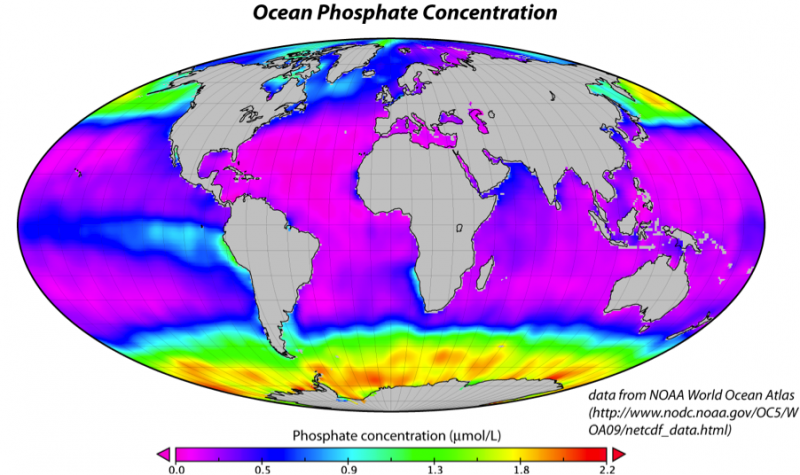 Ocean Phosphate Concentration
data from NOAA World Ocean Atlas
(http://www.nodc.noaa.gov/OC5/W
OA09/netcdf_data.html)
Phosphate concentration (µmol/L)
0.0 0.5 0.9 1.3 1.8 2.2